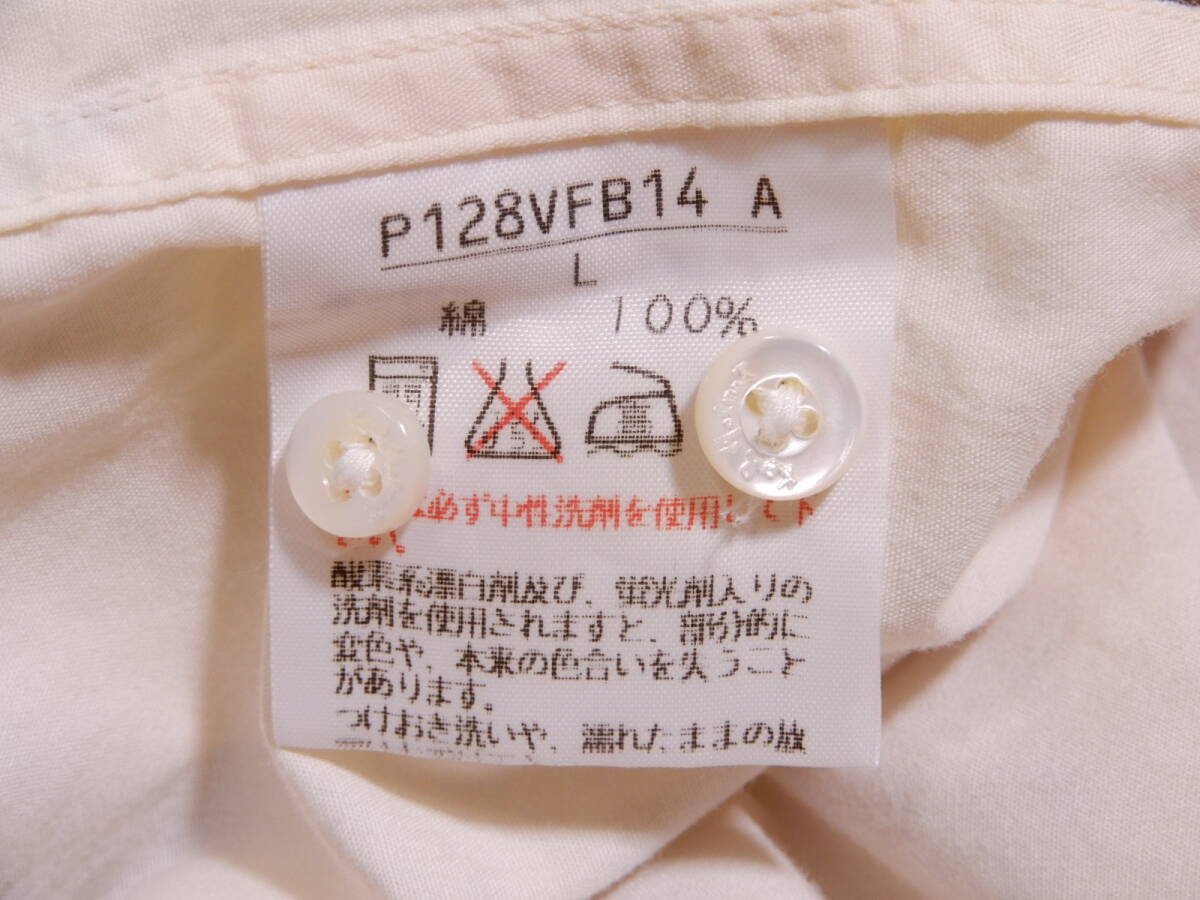 P128VFB14 A
L
綿 100%
必ず中性洗剤を使用して下
さい。
酸素系漂白剤及び、蛍光剤入りの
洗剤を使用されますと、部分的に
変色や、本来の色合いを失うこと
があります。
つけおき洗いや、濡れたままの放